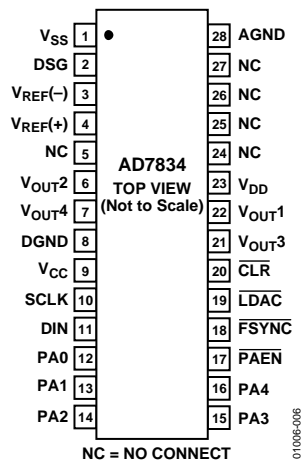 V_SS 1 28 AGND
DSG 2 27 NC
V_REF(–) 3 26 NC
V_REF(+) 4 25 NC
NC 5 24 NC
AD7834
TOP VIEW
(Not to Scale)
V_OUT2 6 23 V_DD
V_OUT4 7 22 V_OUT1
DGND 8 21 V_OUT3
V_CC 9 20 CLR
SCLK 10 19 LDAC
DIN 11 18 FSYNC
PA0 12 17 PAEN
PA1 13 16 PA4
PA2 14 15 PA3
NC = NO CONNECT
01006-006